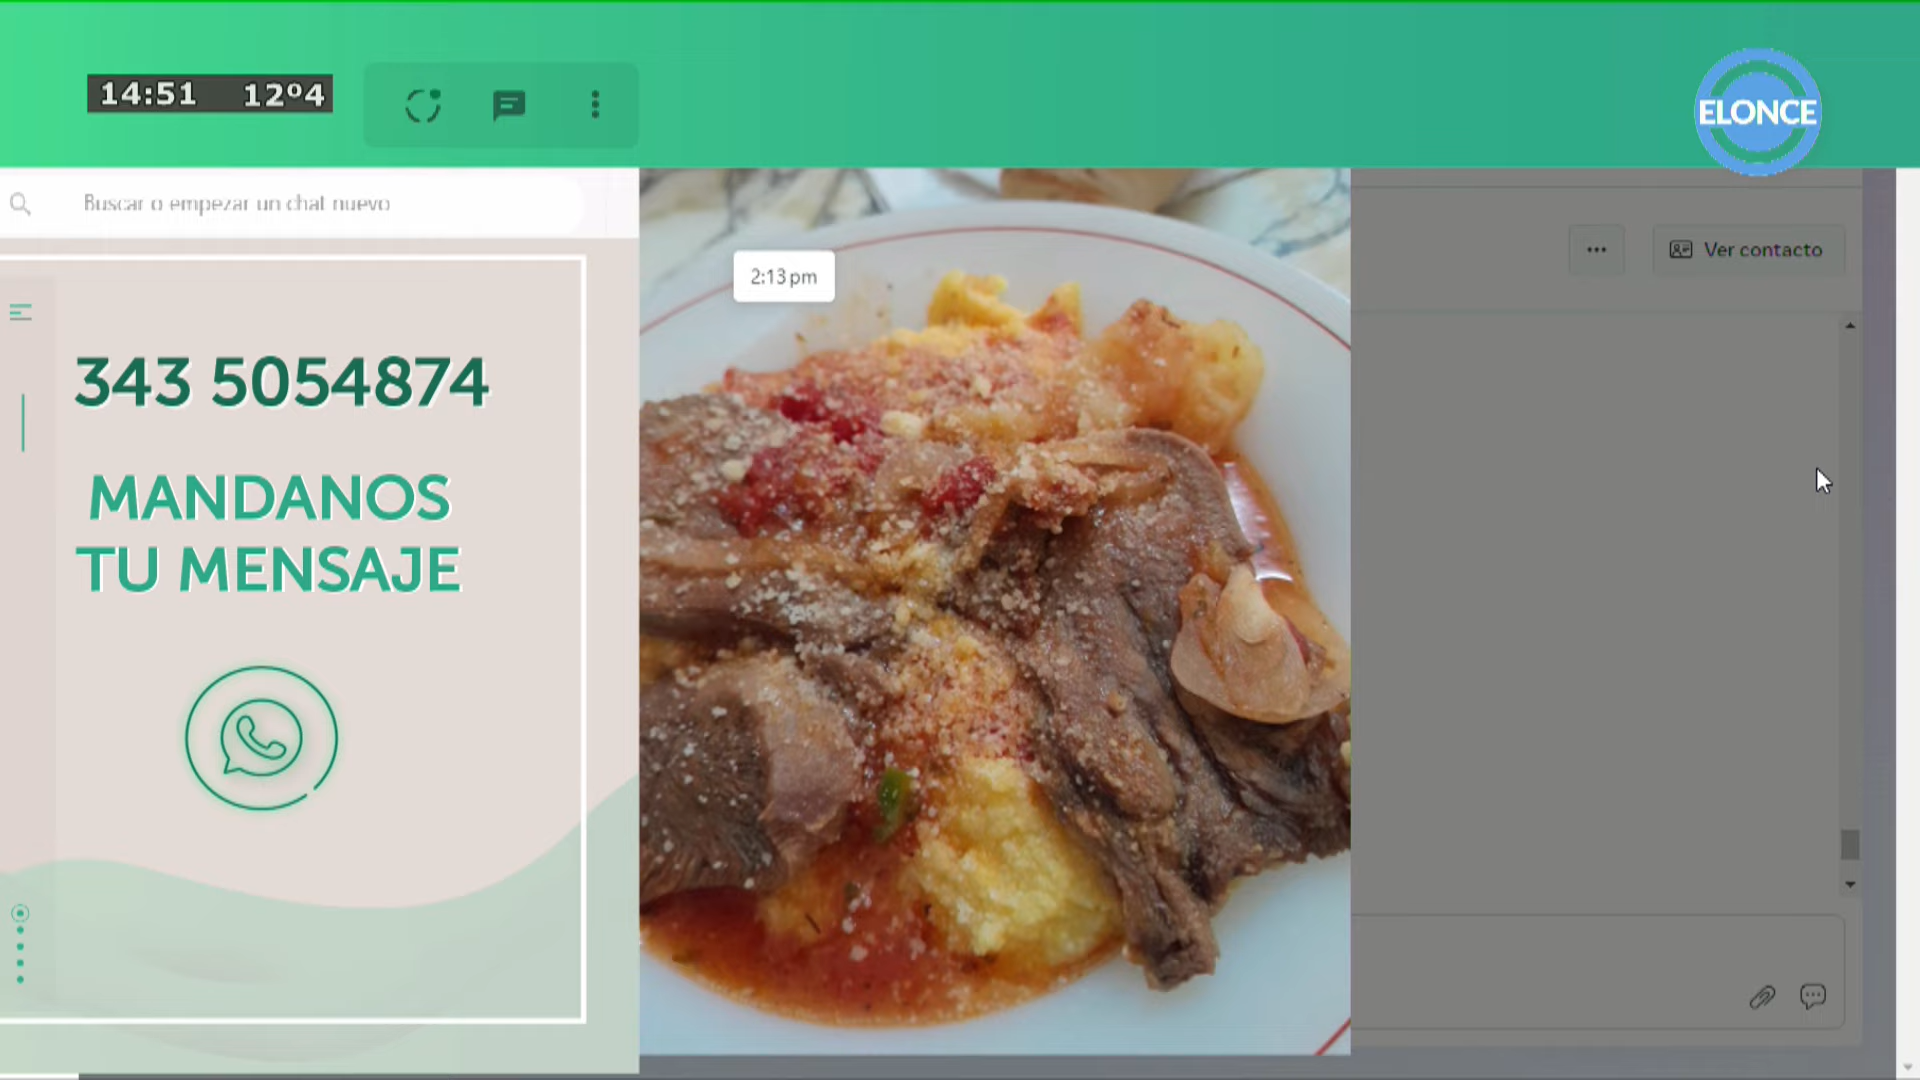 14:51 12º4
ELONCE
Buscar o empezar un chat nuevo
2:13 pm
••• Ver contacto
343 5054874
MANDANOS
TU MENSAJE